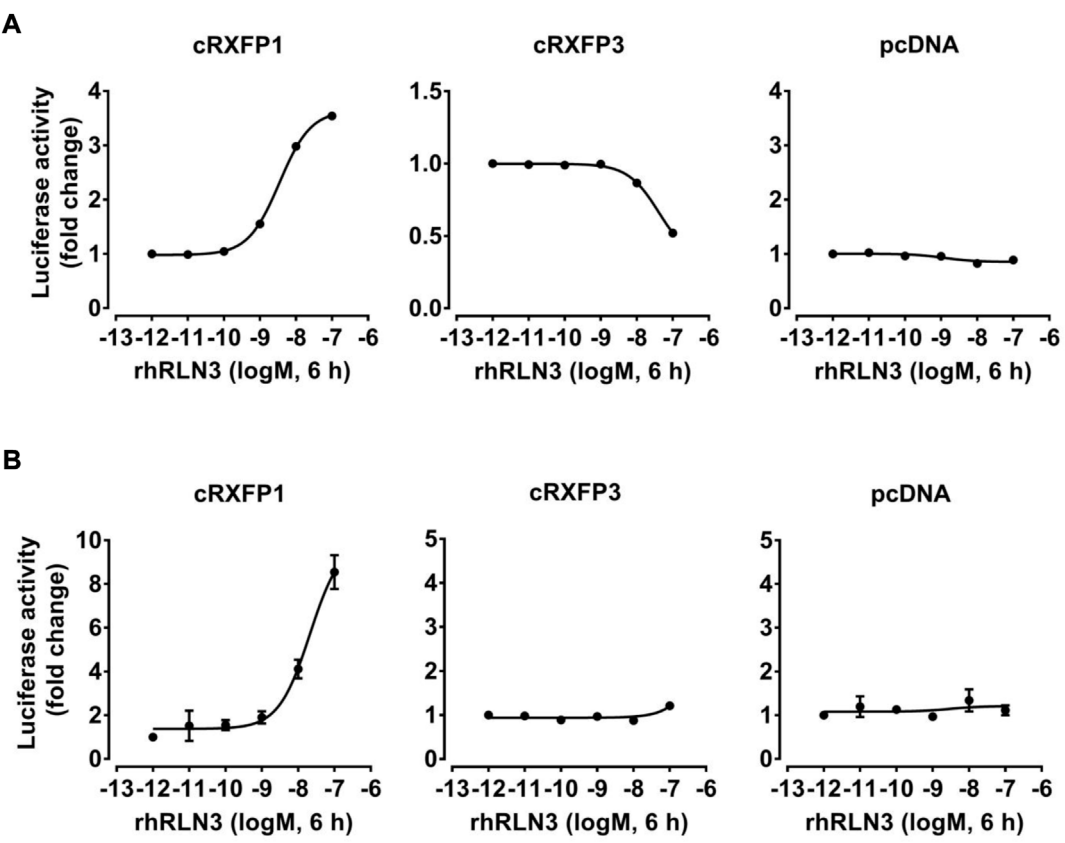 A
cRXFP1
cRXFP3
pcDNA
Luciferase activity
(fold change)
4
3
2
1
0
-13 -12 -11 -10 -9 -8 -7 -6
rhRLN3 (logM, 6 h)
1.5
1.0
0.5
0.0
-13 -12 -11 -10 -9 -8 -7 -6
rhRLN3 (logM, 6 h)
4
3
2
1
0
-13 -12 -11 -10 -9 -8 -7 -6
rhRLN3 (logM, 6 h)
B
cRXFP1
cRXFP3
pcDNA
Luciferase activity
(fold change)
10
8
6
4
2
0
-13 -12 -11 -10 -9 -8 -7 -6
rhRLN3 (logM, 6 h)
5
4
3
2
1
0
-13 -12 -11 -10 -9 -8 -7 -6
rhRLN3 (logM, 6 h)
5
4
3
2
1
0
-13 -12 -11 -10 -9 -8 -7 -6
rhRLN3 (logM, 6 h)